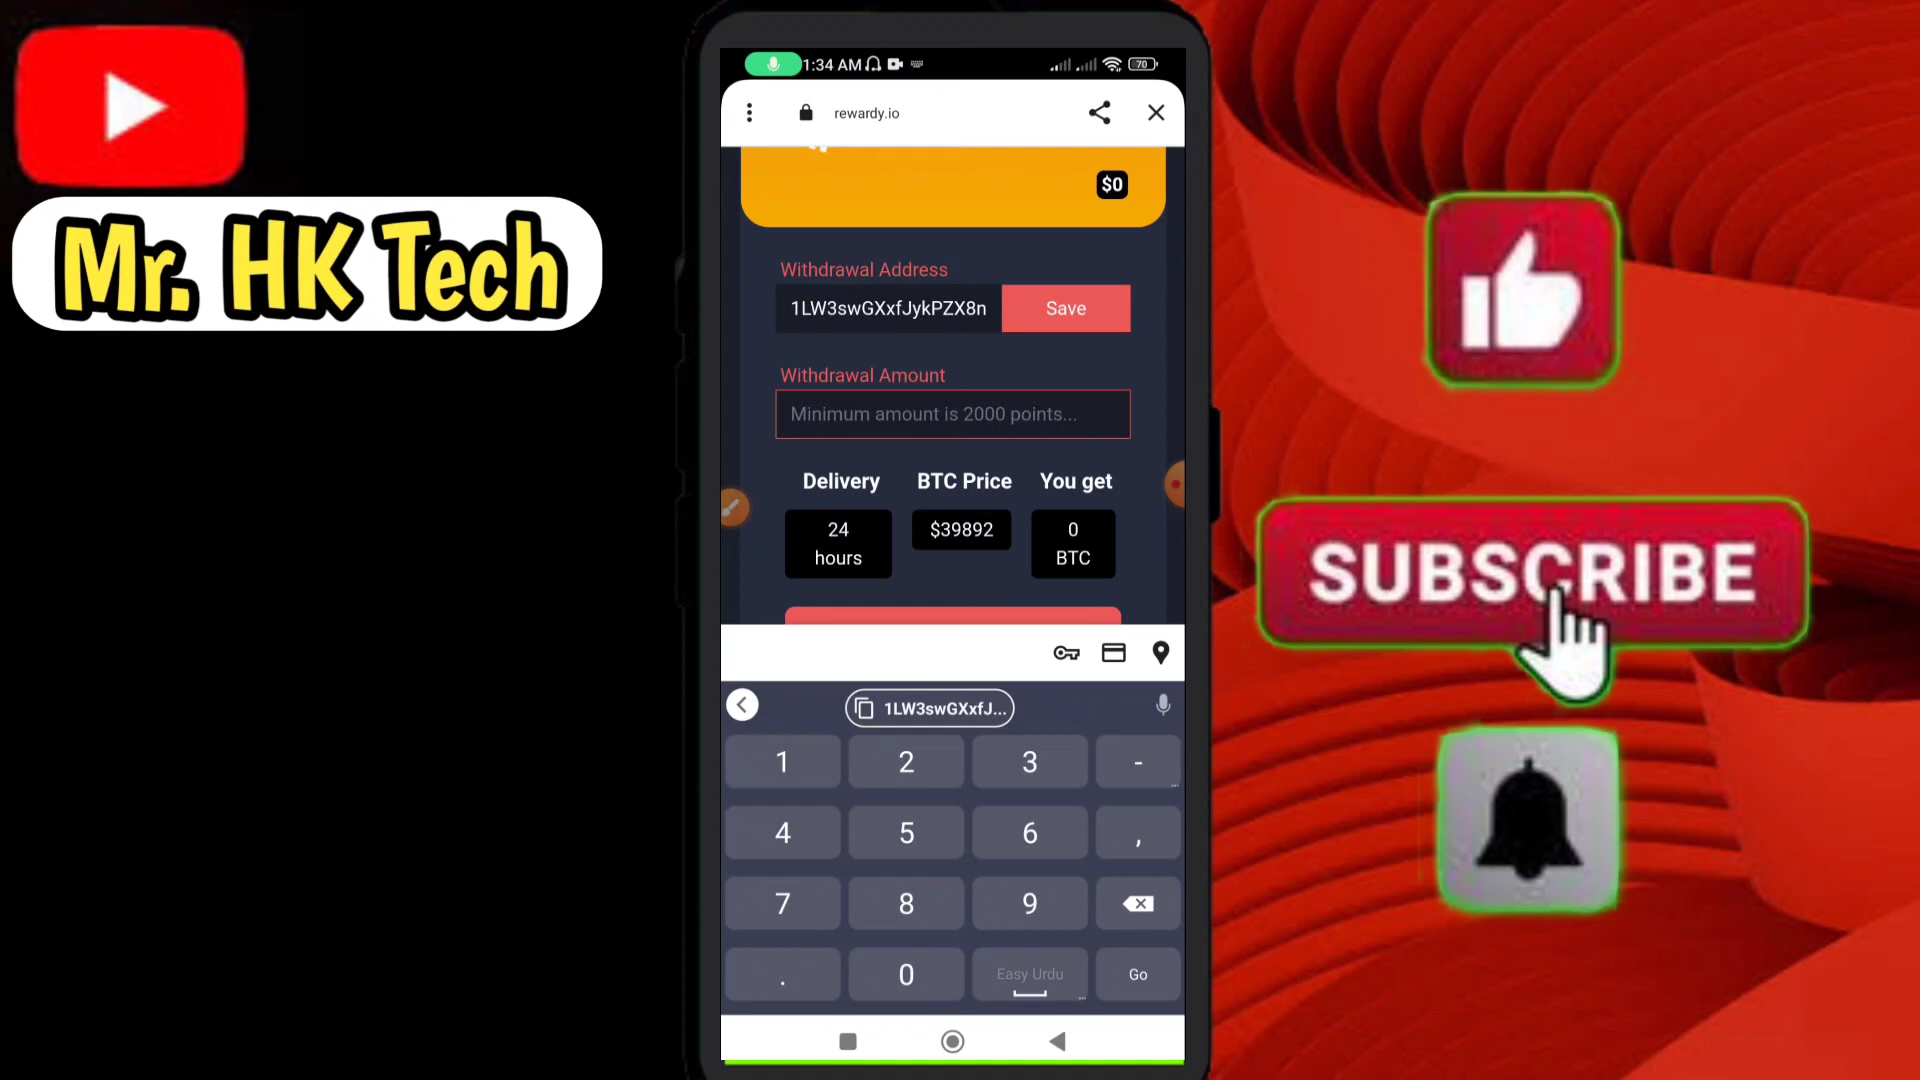 Mr. HK Tech
1:34 AM
70
rewardy.io
$0
Withdrawal Address
1LW3swGXxfJykPZX8n
Save
Withdrawal Amount
Minimum amount is 2000 points...
Delivery BTC Price You get
24 hours
$39892
0 BTC
1LW3swGXxfJ...
1 2 3 -
4 5 6 ,
7 8 9
. 0 Easy Urdu Go
SUBSCRIBE